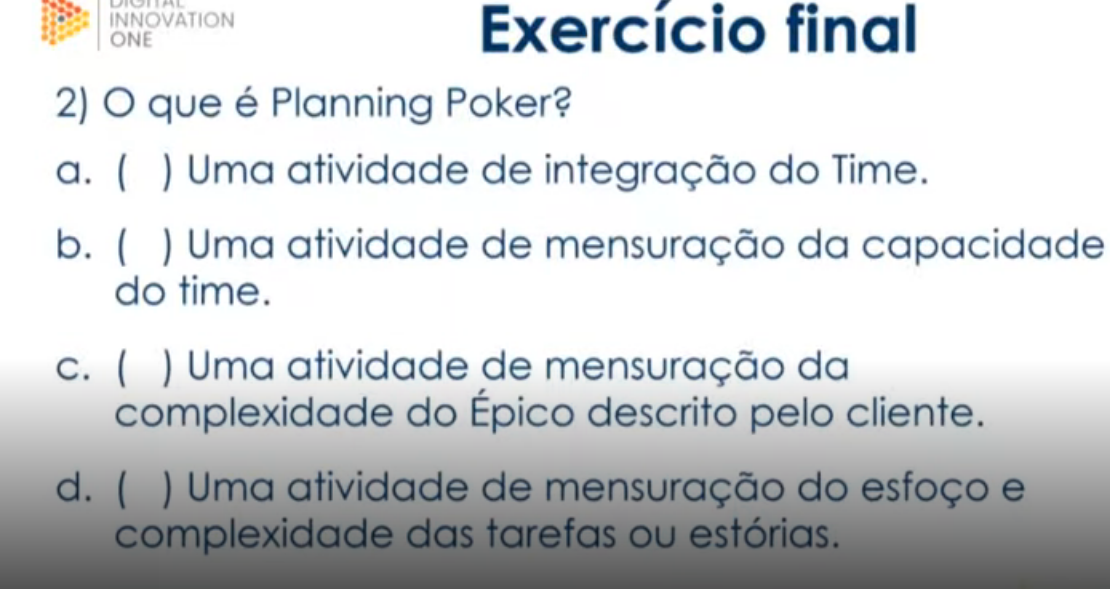 DIGITAL
INNOVATION
ONE
Exercício final
2) O que é Planning Poker?
a. ( ) Uma atividade de integração do Time.
b. ( ) Uma atividade de mensuração da capacidade
do time.
c. ( ) Uma atividade de mensuração da
complexidade do Épico descrito pelo cliente.
d. ( ) Uma atividade de mensuração do esfoço e
complexidade das tarefas ou estórias.